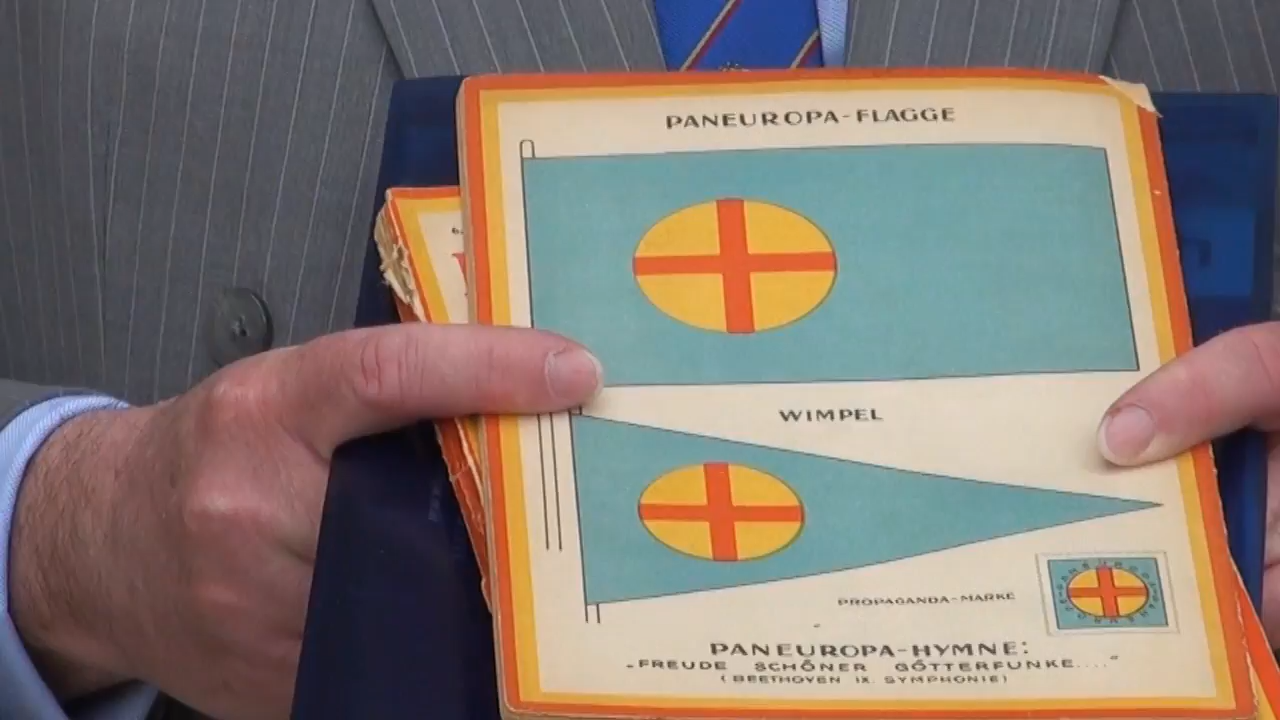 PANEUROPA-FLAGGE
WIMPEL
PROPAGANDA-MARKE
PANEUROPA-HYMNE:
„FREUDE SCHÖNER GÖTTERFUNKE...."
(BEETHOVEN IX. SYMPHONIE)